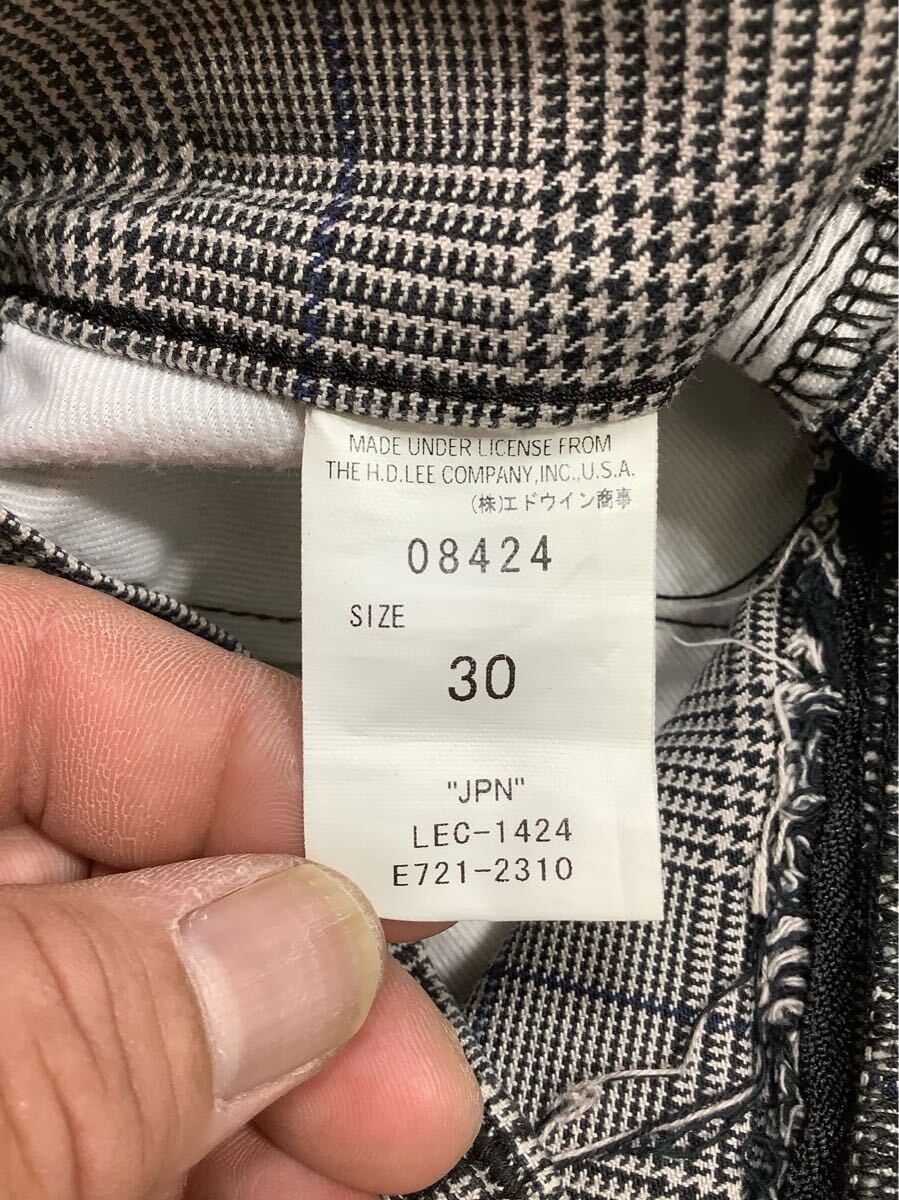 MADE UNDER LICENSE FROM
THE H.D.LEE COMPANY,INC.,U.S.A.
(株)エドウイン商事
08424
SIZE
30
"JPN"
LEC-1424
E721-2310